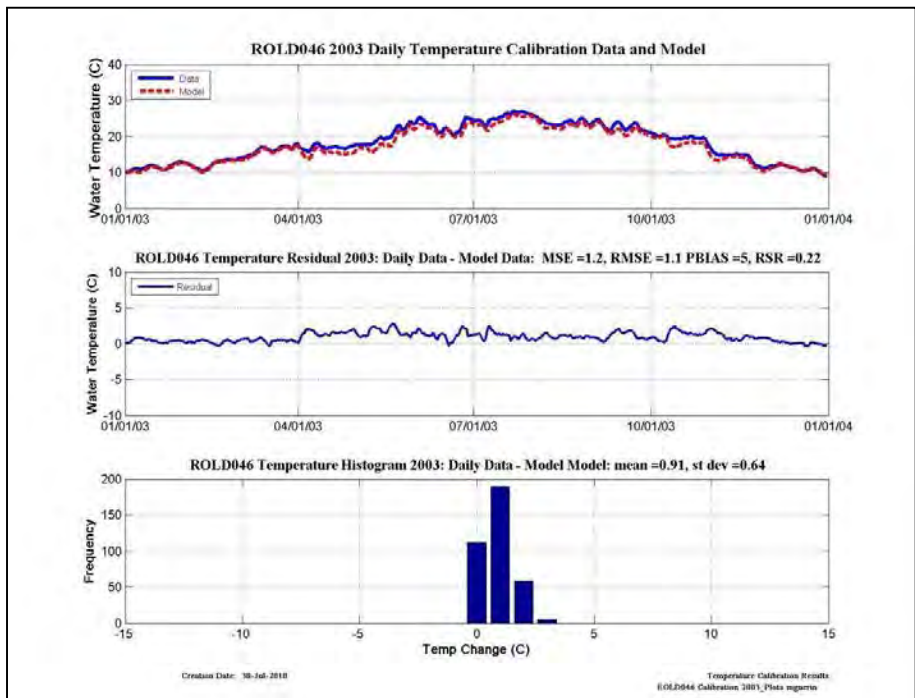 ROLD046 2003 Daily Temperature Calibration Data and Model
Water Temperature (C)
40
30
20
10
0
Data
Model
01/01/03 04/01/03 07/01/03 10/01/03 01/01/04
ROLD046 Temperature Residual 2003: Daily Data - Model Data: MSE =1.2, RMSE =1.1 PBIAS =5, RSR =0.22
Water Temperature (C)
10
5
0
-5
-10
Residual
01/01/03 04/01/03 07/01/03 10/01/03 01/01/04
ROLD046 Temperature Histogram 2003: Daily Data - Model Model: mean =0.91, st dev =0.64
Frequency
200
150
100
50
0
-15 -10 -5 0 5 10 15
Temp Change (C)
Creation Date: 30-Jul-2010
Temperature Calibration Results
ROLD046 Calibration 2003_Plots